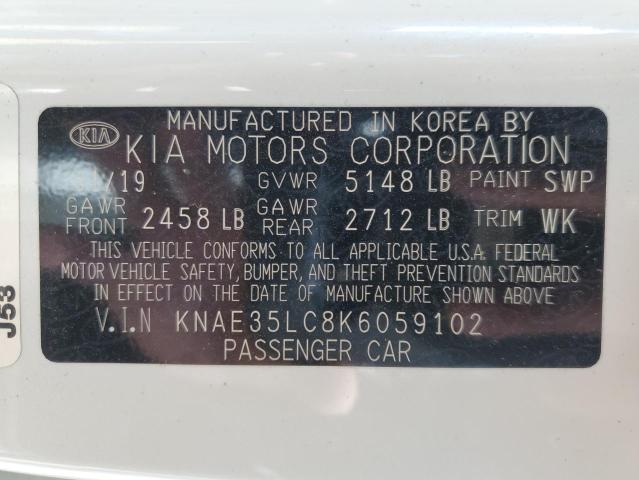 MANUFACTURED IN KOREA BY
KIA KIA MOTORS CORPORATION
/19 GVWR 5148 LB PAINT SWP
GAWR FRONT 2458 LB GAWR REAR 2712 LB TRIM WK
THIS VEHICLE CONFORMS TO ALL APPLICABLE U.S.A. FEDERAL
MOTOR VEHICLE SAFETY, BUMPER, AND THEFT PREVENTION STANDARDS
IN EFFECT ON THE DATE OF MANUFACTURE SHOWN ABOVE
V.I.N KNAE35LC8K6059102
PASSENGER CAR
J53